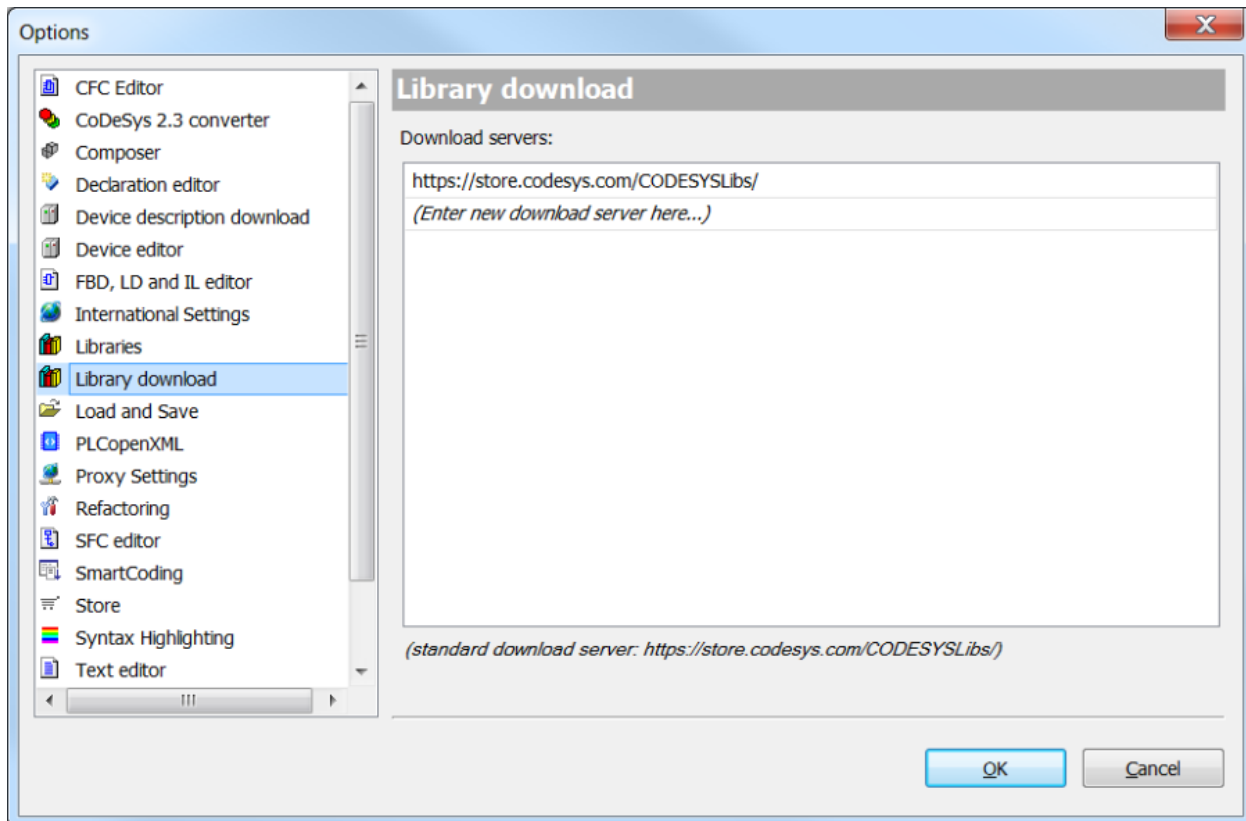 Options
CFC Editor
CoDeSys 2.3 converter
Composer
Declaration editor
Device description download
Device editor
FBD, LD and IL editor
International Settings
Libraries
Library download
Load and Save
PLCopenXML
Proxy Settings
Refactoring
SFC editor
SmartCoding
Store
Syntax Highlighting
Text editor
Library download
Download servers:
https://store.codesys.com/CODESYSLibs/
(Enter new download server here...)
(standard download server: https://store.codesys.com/CODESYSLibs/)
OK
Cancel